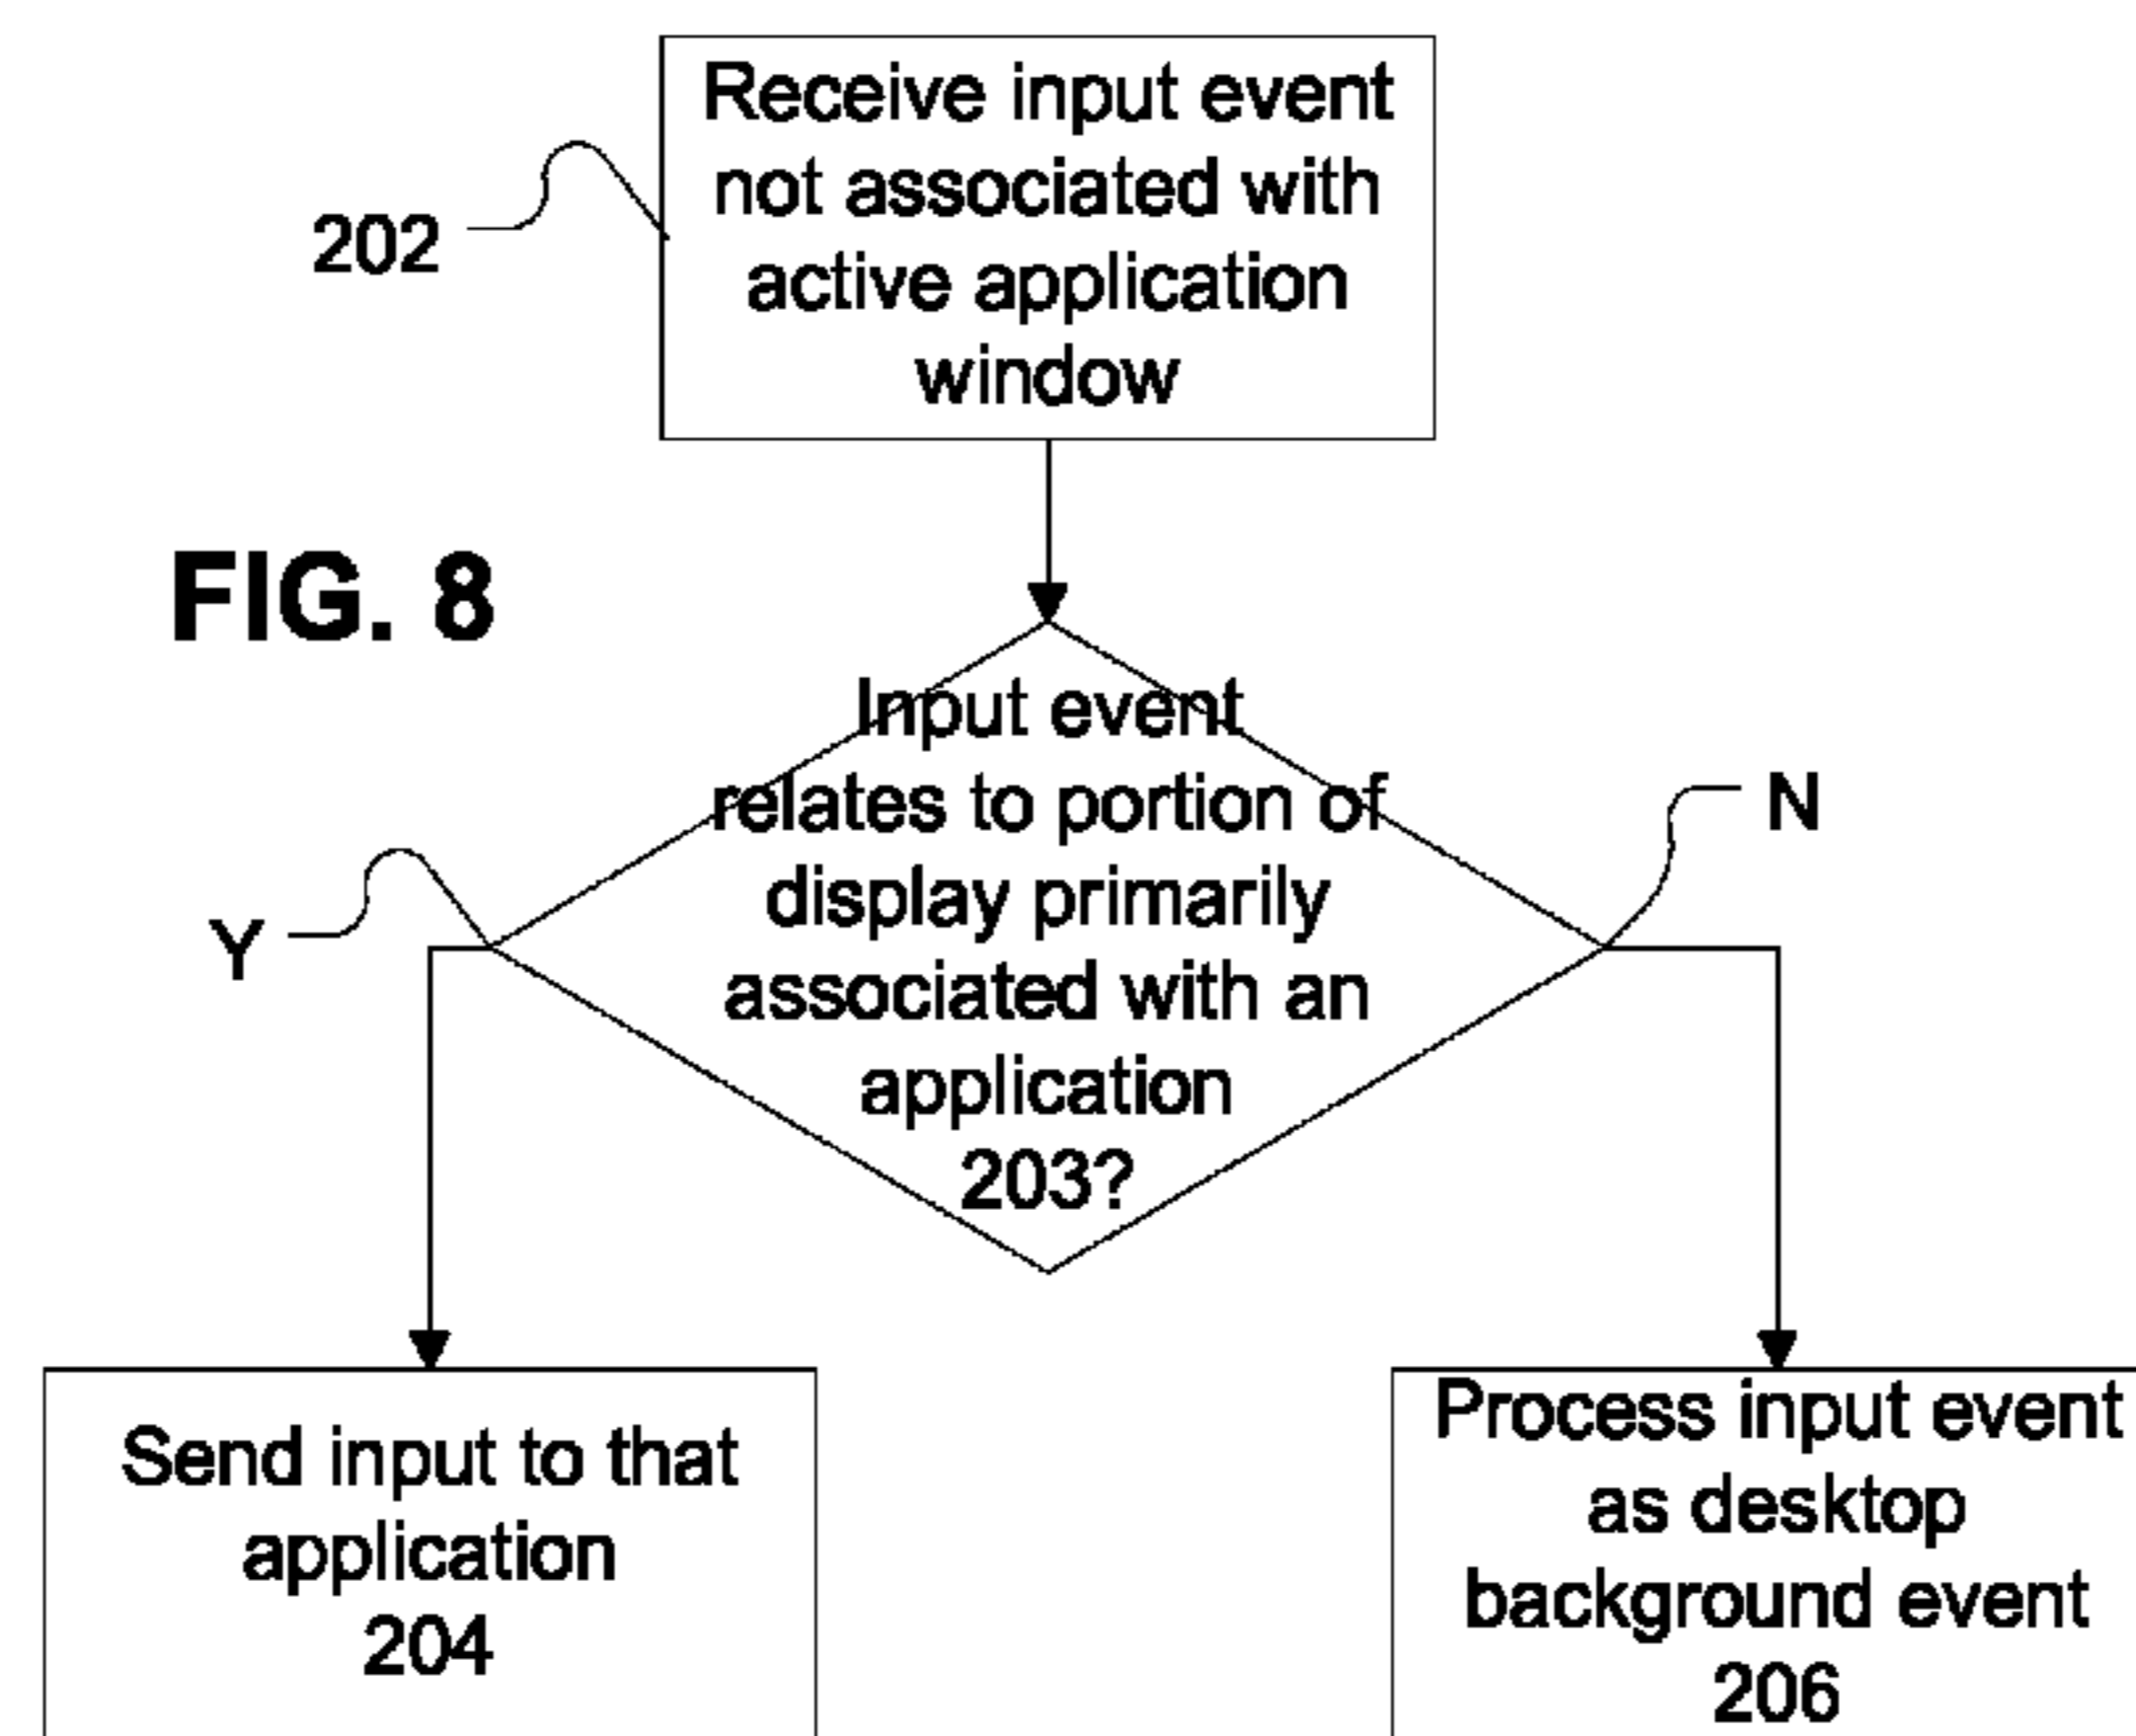 Receive input event
not associated with
active application
window
202
FIG. 8
Input event
relates to portion of
display primarily
associated with an
application
203?
Y
N
Send input to that
application
204
Process input event
as desktop
background event
206